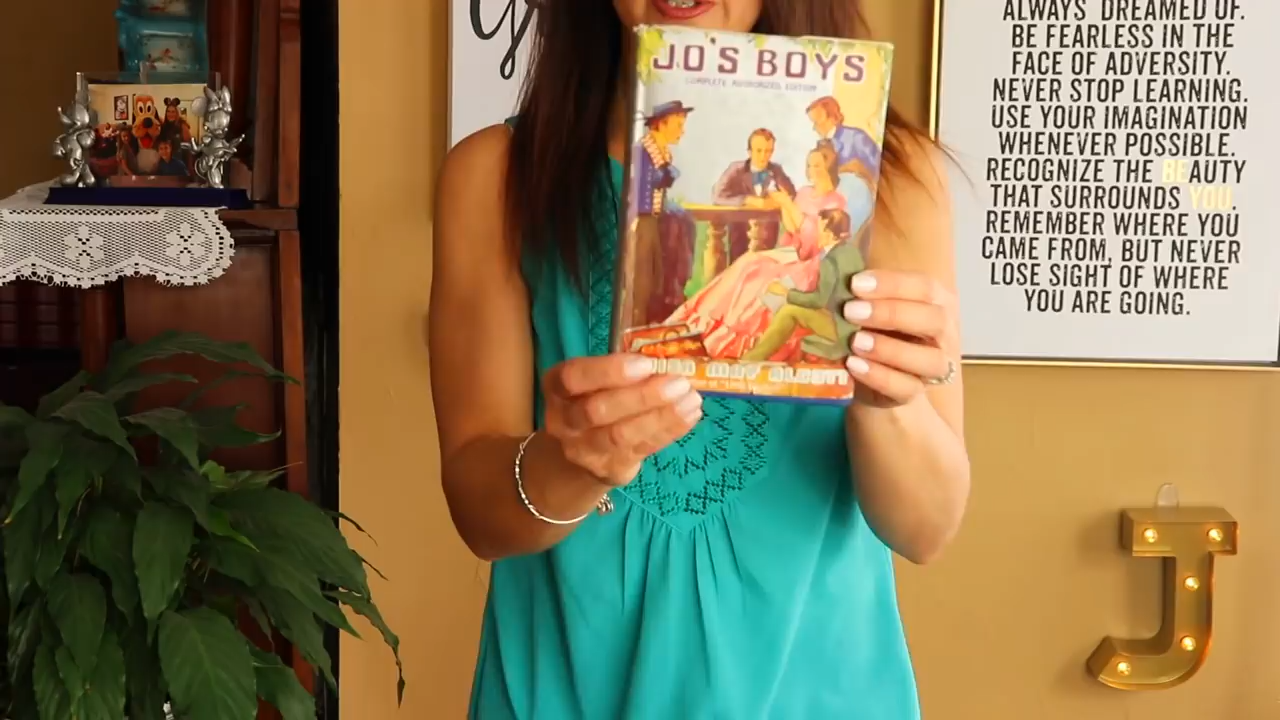 JO'S BOYS
COMPLETE AUTHORIZED EDITION
MAY ALCOTT
ALWAYS DREAMED OF.
BE FEARLESS IN THE
FACE OF ADVERSITY.
NEVER STOP LEARNING.
USE YOUR IMAGINATION
WHENEVER POSSIBLE.
RECOGNIZE THE BEAUTY
THAT SURROUNDS YOU.
REMEMBER WHERE YOU
CAME FROM, BUT NEVER
LOSE SIGHT OF WHERE
YOU ARE GOING.
J